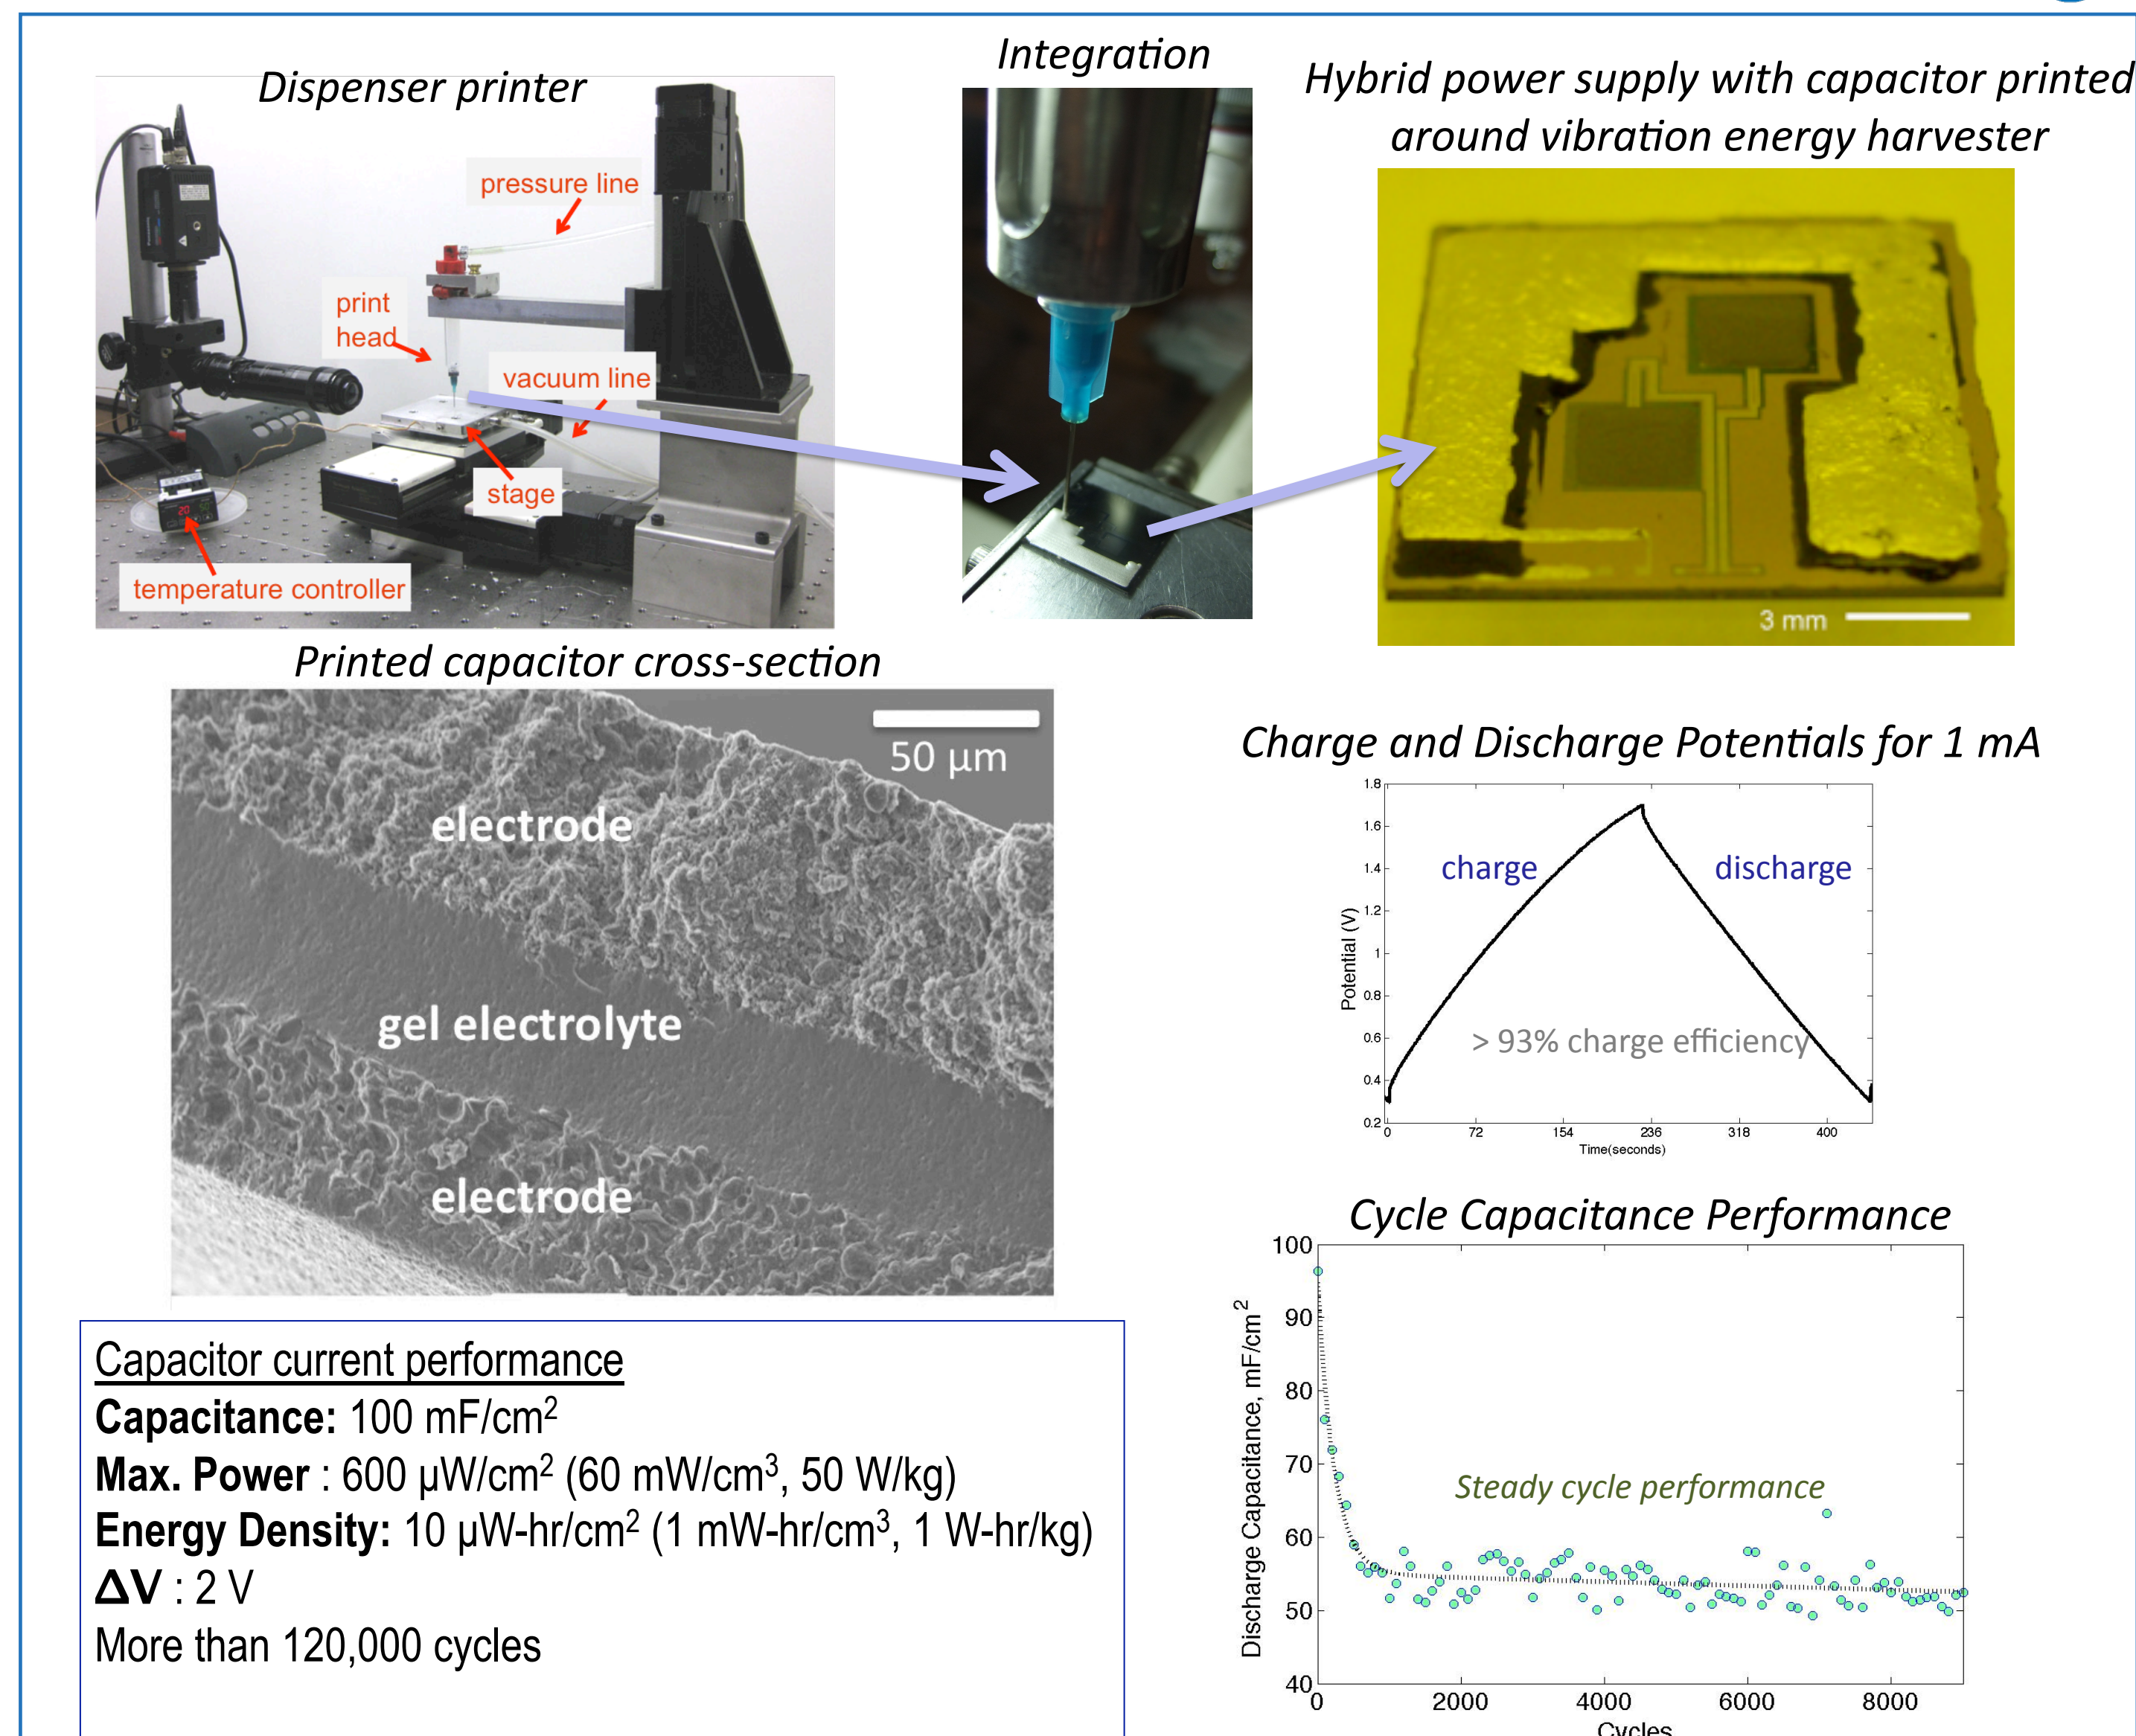 Dispenser printer
pressure line
print
head
vacuum line
stage
temperature controller
Integration
Hybrid power supply with capacitor printed
around vibration energy harvester
3 mm
Printed capacitor cross-section
50 µm
electrode
gel electrolyte
electrode
Charge and Discharge Potentials for 1 mA
1.8
1.6
1.4
1.2
1
0.8
0.6
0.4
0.2
Potential (V)
charge
discharge
> 93% charge efficiency
0 72 154 236 318 400
Time(seconds)
Capacitor current performance
Capacitance: 100 mF/cm²
Max. Power : 600 µW/cm² (60 mW/cm³, 50 W/kg)
Energy Density: 10 µW-hr/cm² (1 mW-hr/cm³, 1 W-hr/kg)
ΔV : 2 V
More than 120,000 cycles
Cycle Capacitance Performance
100
90
80
70
60
50
40
Discharge Capacitance, mF/cm²
Steady cycle performance
0 2000 4000 6000 8000
Cycles